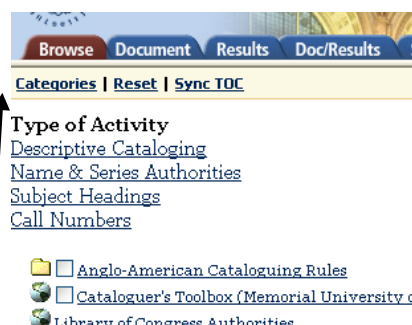 Browse Document Results Doc/Results
Categories | Reset | Sync TOC
Type of Activity
Descriptive Cataloging
Name & Series Authorities
Subject Headings
Call Numbers
Anglo-American Cataloguing Rules
Cataloguer's Toolbox (Memorial University
Library of Congress Authorities